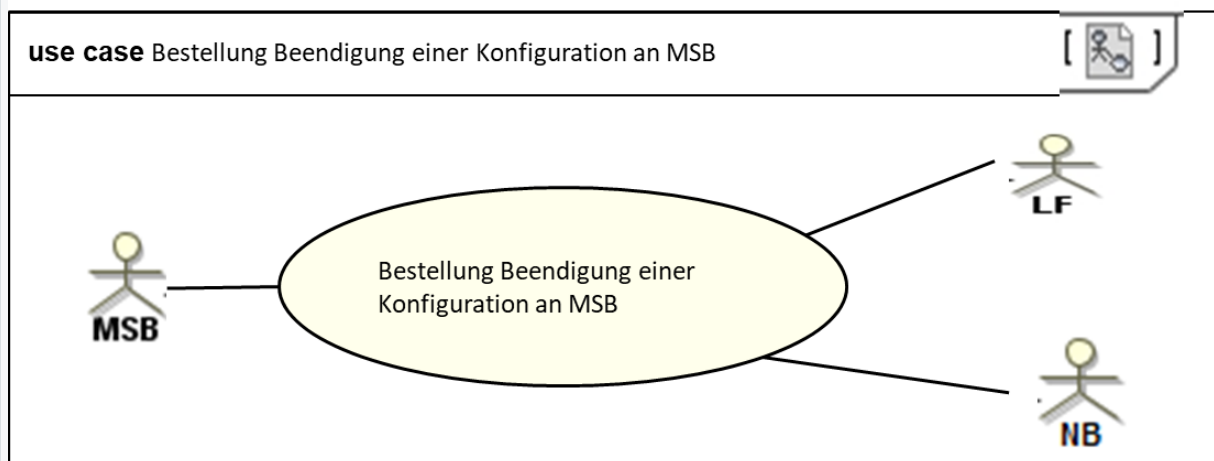 use case Bestellung Beendigung einer Konfiguration an MSB
[ ]
LF
Bestellung Beendigung einer
Konfiguration an MSB
MSB
NB